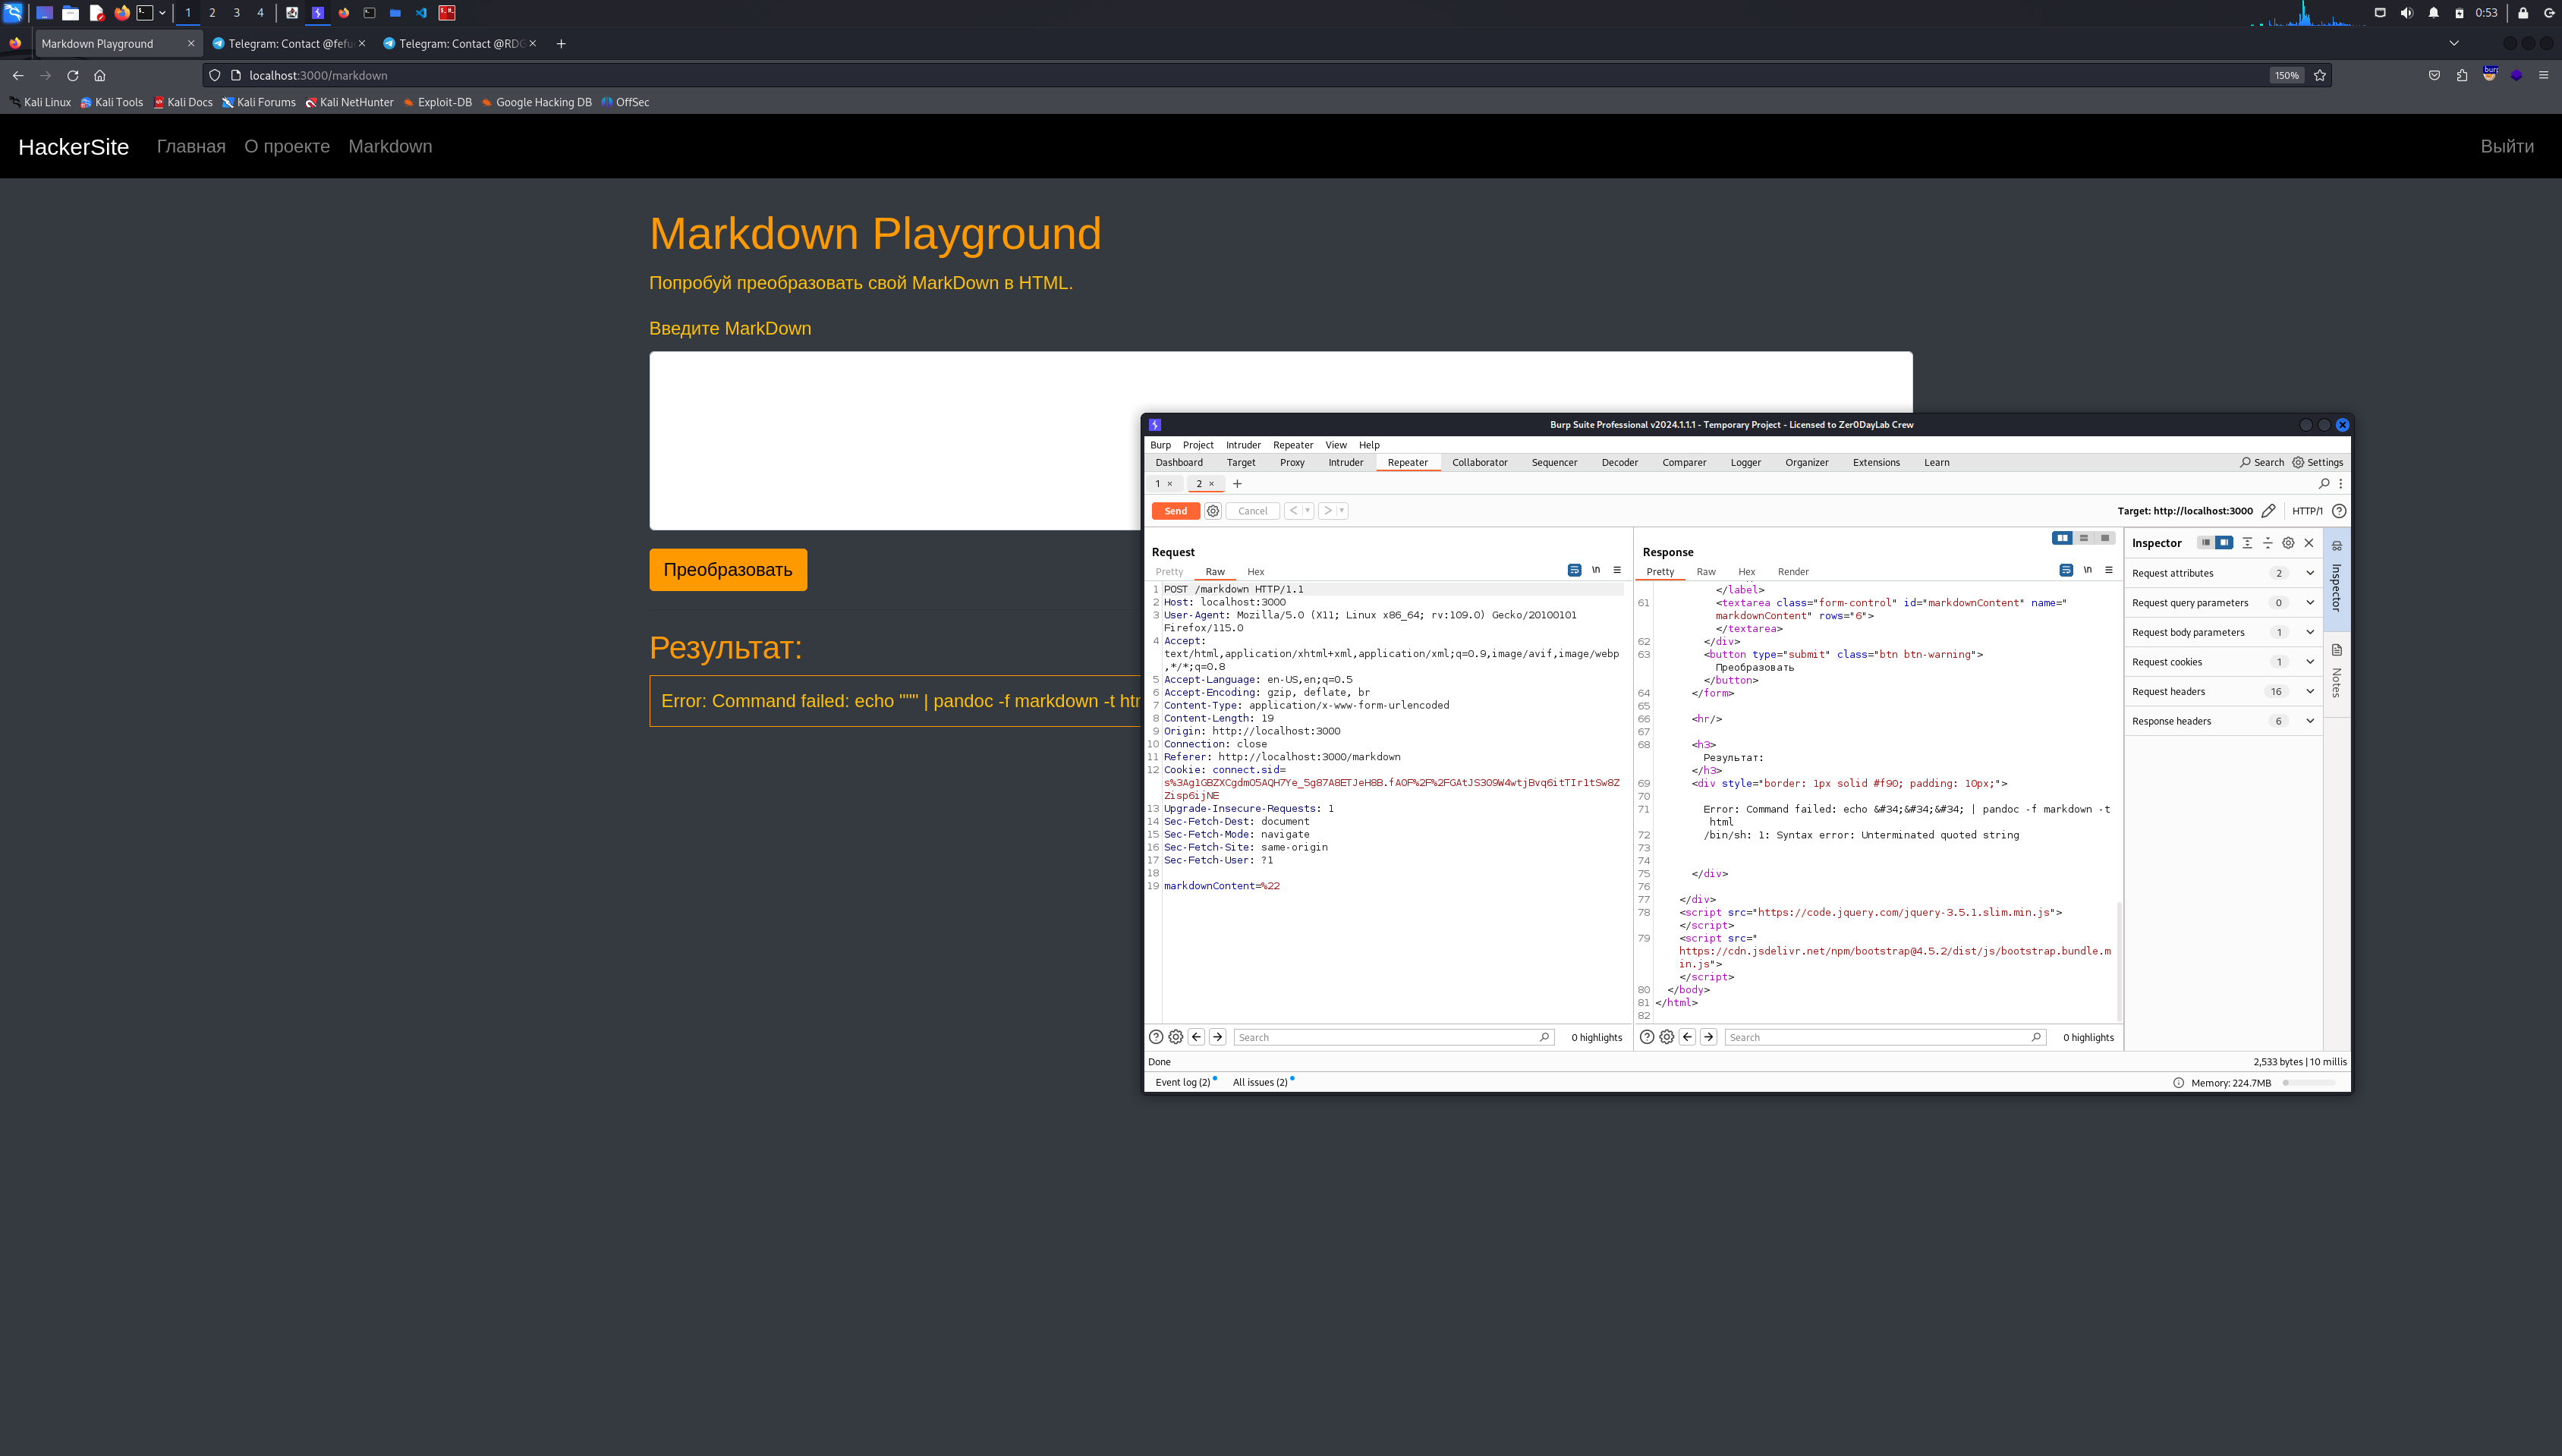 1 2 3 4 0:53
Markdown Playground Telegram: Contact @fefu Telegram: Contact @RDG
localhost:3000/markdown 150%
Kali Linux Kali Tools Kali Docs Kali Forums Kali NetHunter Exploit-DB Google Hacking DB OffSec
HackerSite Главная О проекте Markdown Выйти
Markdown Playground
Попробуй преобразовать свой MarkDown в HTML.
Введите MarkDown
Преобразовать
Результат:
Error: Command failed: echo """ | pandoc -f markdown -t
Burp Suite Professional v2024.1.1.1 - Temporary Project - Licensed to Zer0DayLab Crew
Burp Project Intruder Repeater View Help
Dashboard Target Proxy Intruder Repeater Collaborator Sequencer Decoder Comparer Logger Organizer Extensions Learn Search Settings
1 × 2 × +
Send Cancel < > Target: http://localhost:3000 HTTP/1
Request
Pretty Raw Hex \n
1 POST /markdown HTTP/1.1
2 Host: localhost:3000
3 User-Agent: Mozilla/5.0 (X11; Linux x86_64; rv:109.0) Gecko/20100101
Firefox/115.0
4 Accept:
text/html,application/xhtml+xml,application/xml;q=0.9,image/avif,image/webp
,*/*;q=0.8
5 Accept-Language: en-US,en;q=0.5
6 Accept-Encoding: gzip, deflate, br
7 Content-Type: application/x-www-form-urlencoded
8 Content-Length: 19
9 Origin: http://localhost:3000
10 Connection: close
11 Referer: http://localhost:3000/markdown
12 Cookie: connect.sid=
s%3Ag1GBZXCgdmO5AQH7Ye_5g87A8ETJeH8B.fAOF%2F%2FGAtJS309W4wtjBvq6itTIr1tSw8Z
Zisp6ijNE
13 Upgrade-Insecure-Requests: 1
14 Sec-Fetch-Dest: document
15 Sec-Fetch-Mode: navigate
16 Sec-Fetch-Site: same-origin
17 Sec-Fetch-User: ?1
18
19 markdownContent=%22
Response
Pretty Raw Hex Render \n
</label>
61 <textarea class="form-control" id="markdownContent" name="
markdownContent" rows="6">
</textarea>
62 </div>
63 <button type="submit" class="btn btn-warning">
Преобразовать
</button>
64 </form>
65
66 <hr/>
67
68 <h3>
Результат:
</h3>
69 <div style="border: 1px solid #f90; padding: 10px;">
70
71 Error: Command failed: echo &#34;&#34;&#34; | pandoc -f markdown -t
html
72 /bin/sh: 1: Syntax error: Unterminated quoted string
73
74
75 </div>
76
77 </div>
78 <script src="https://code.jquery.com/jquery-3.5.1.slim.min.js">
</script>
79 <script src="
https://cdn.jsdelivr.net/npm/bootstrap@4.5.2/dist/js/bootstrap.bundle.m
in.js">
</script>
80 </body>
81 </html>
82
Inspector
Request attributes 2
Request query parameters 0
Request body parameters 1
Request cookies 1
Request headers 16
Response headers 6
Inspector
Notes
Search 0 highlights
Search 0 highlights
Done 2,533 bytes | 10 millis
Event log (2) All issues (2) Memory: 224.7MB